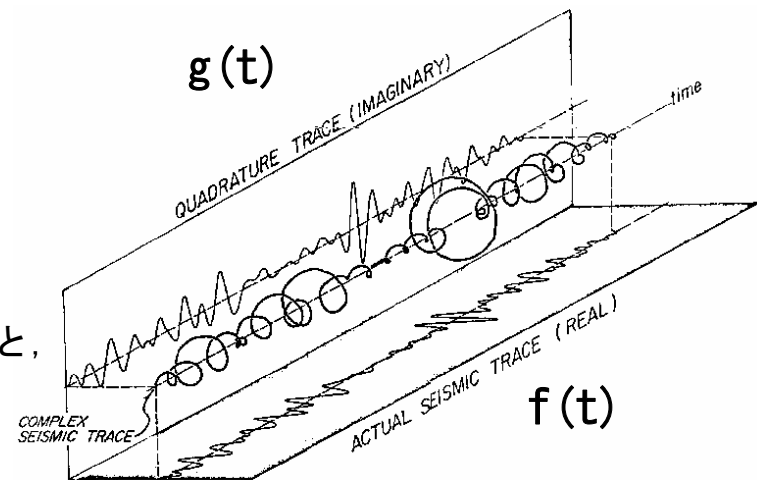 g(t)
QUADRATURE TRACE (IMAGINARY)
time
と,
COMPLEX
SEISMIC TRACE
ACTUAL SEISMIC TRACE (REAL)
f(t)